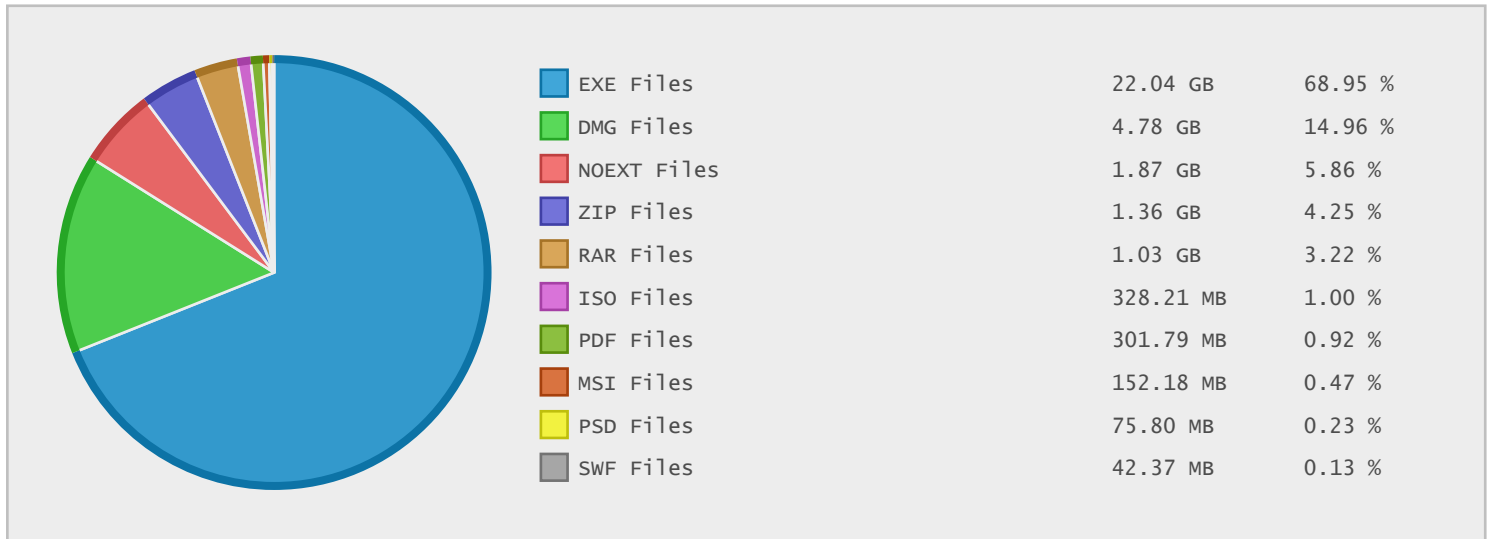 EXE Files 22.04 GB 68.95 %
DMG Files 4.78 GB 14.96 %
NOEXT Files 1.87 GB 5.86 %
ZIP Files 1.36 GB 4.25 %
RAR Files 1.03 GB 3.22 %
ISO Files 328.21 MB 1.00 %
PDF Files 301.79 MB 0.92 %
MSI Files 152.18 MB 0.47 %
PSD Files 75.80 MB 0.23 %
SWF Files 42.37 MB 0.13 %